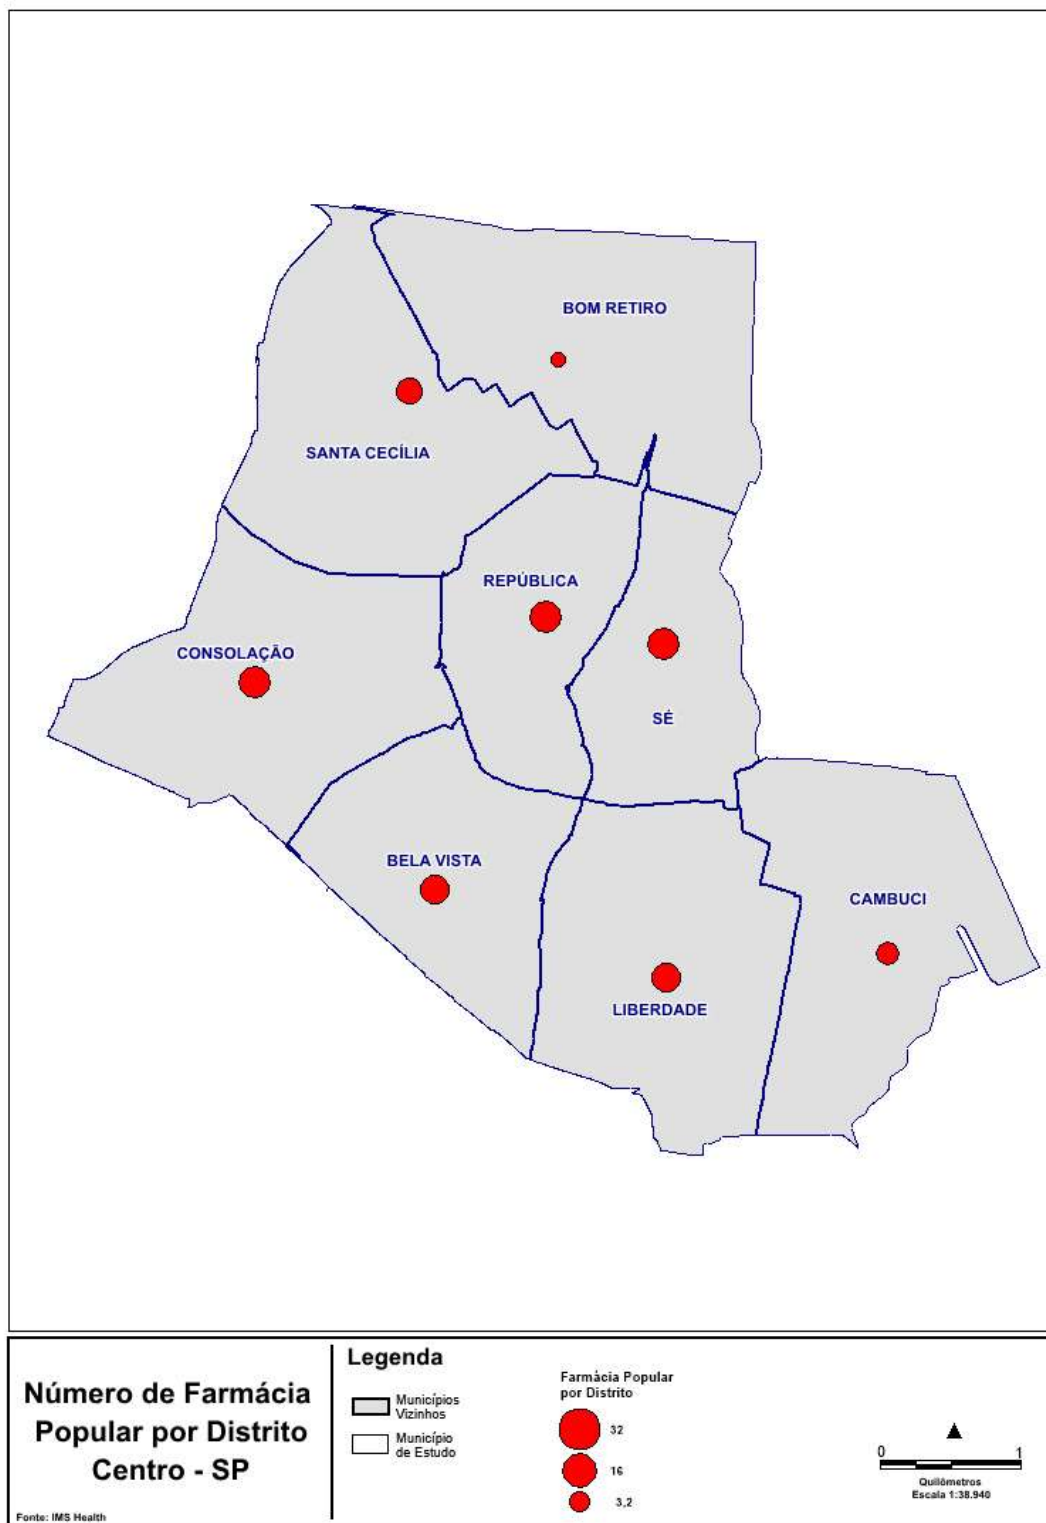 BOM RETIRO
SANTA CECÍLIA
REPÚBLICA
CONSOLAÇÃO
SÉ
BELA VISTA
CAMBUCI
LIBERDADE
Número de Farmácia
Popular por Distrito
Centro - SP
Fonte: IMS Health
Legenda
Municípios
Vizinhos
Município
de Estudo
Farmácia Popular
por Distrito
32
16
3,2
0 1
Quilômetros
Escala 1:38.940